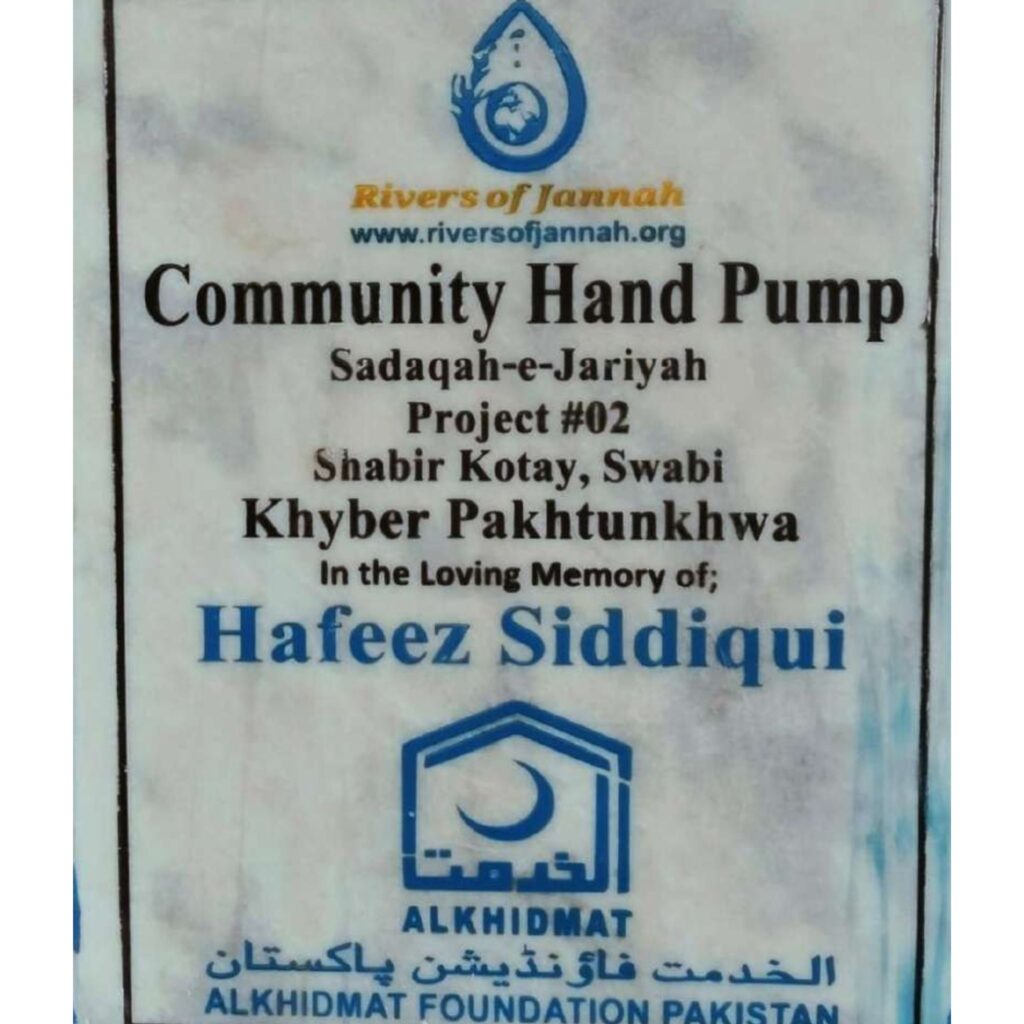 Rivers of Jannah
www.riversofjannah.org
Community Hand Pump
Sadaqah-e-Jariyah
Project #02
Shabir Kotay, Swabi
Khyber Pakhtunkhwa
In the Loving Memory of;
Hafeez Siddiqui
الخدمت
ALKHIDMAT
الخدمت فاؤنڈیشن پاکستان
ALKHIDMAT FOUNDATION PAKISTAN